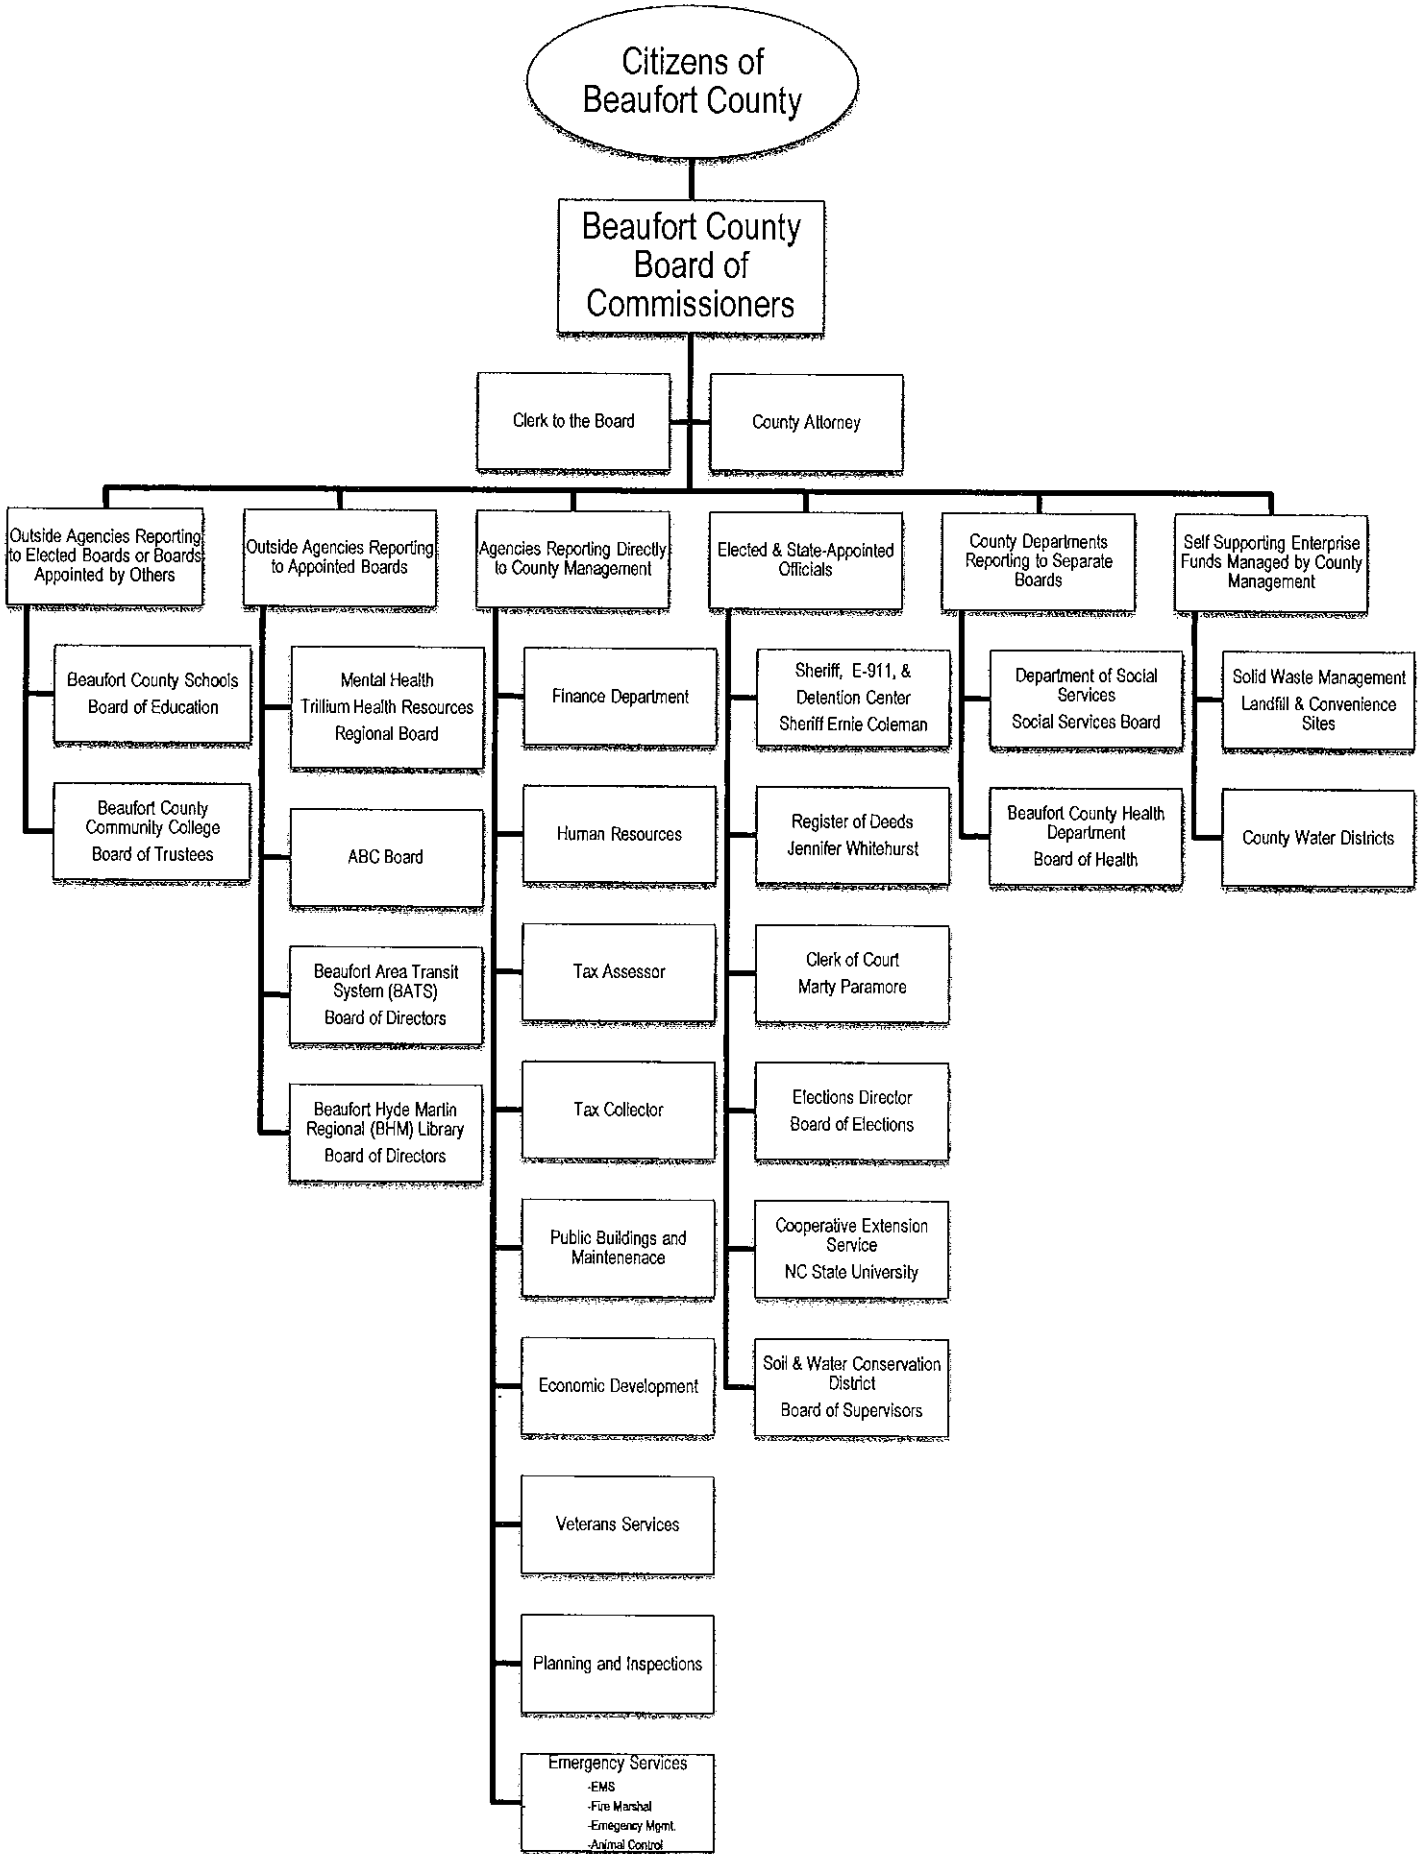 Citizens of
Beaufort County
Beaufort County
Board of
Commissioners
Clerk to the Board
County Attorney
Outside Agencies Reporting
to Elected Boards or Boards
Appointed by Others
Beaufort County Schools
Board of Education
Beaufort County
Community College
Board of Trustees
Outside Agencies Reporting
to Appointed Boards
Mental Health
Trillium Health Resources
Regional Board
ABC Board
Beaufort Area Transit
System (BATS)
Board of Directors
Beaufort Hyde Martin
Regional (BHM) Library
Board of Directors
Agencies Reporting Directly
to County Management
Finance Department
Human Resources
Tax Assessor
Tax Collector
Public Buildings and
Maintenenace
Economic Development
Veterans Services
Planning and Inspections
Emergency Services
-EMS
-Fire Marshal
-Emegency Mgmt.
-Animal Control
Elected & State-Appointed
Officials
Sheriff, E-911, &
Detention Center
Sheriff Ernie Coleman
Register of Deeds
Jennifer Whitehurst
Clerk of Court
Marty Paramore
Elections Director
Board of Elections
Cooperative Extension
Service
NC State University
Soil & Water Conservation
District
Board of Supervisors
County Departments
Reporting to Separate
Boards
Department of Social
Services
Social Services Board
Beaufort County Health
Department
Board of Health
Self Supporting Enterprise
Funds Managed by County
Management
Solid Waste Management
Landfill & Convenience
Sites
County Water Districts